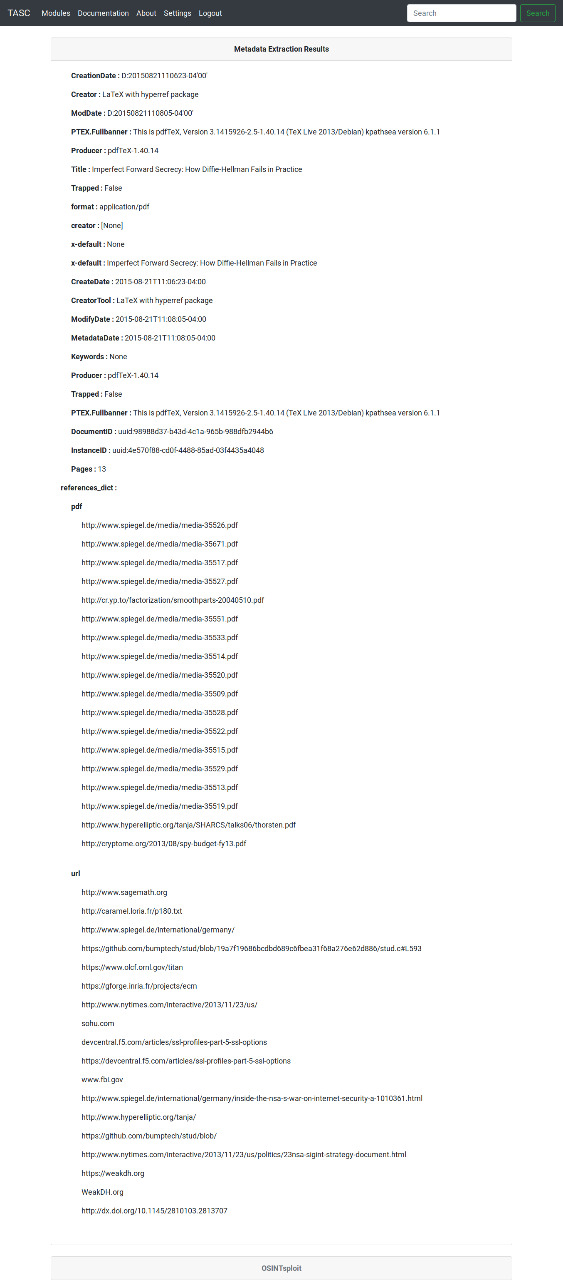 TASC Modules Documentation About Settings Logout Search Search
Metadata Extraction Results
CreationDate : D:20150821110623-04'00'
Creator : LaTeX with hyperref package
ModDate : D:20150821110805-04'00'
PTEX.Fullbanner : This is pdfTeX, Version 3.1415926-2.5-1.40.14 (TeX Live 2013/Debian) kpathsea version 6.1.1
Producer : pdfTeX-1.40.14
Title : Imperfect Forward Secrecy: How Diffie-Hellman Fails in Practice
Trapped : False
format : application/pdf
creator : [None]
x-default : None
x-default : Imperfect Forward Secrecy: How Diffie-Hellman Fails in Practice
CreateDate : 2015-08-21T11:06:23-04:00
CreatorTool : LaTeX with hyperref package
ModifyDate : 2015-08-21T11:08:05-04:00
MetadataDate : 2015-08-21T11:08:05-04:00
Keywords : None
Producer : pdfTeX-1.40.14
Trapped : False
PTEX.Fullbanner : This is pdfTeX, Version 3.1415926-2.5-1.40.14 (TeX Live 2013/Debian) kpathsea version 6.1.1
DocumentID : uuid:98988d37-b43d-4c1a-965b-988dfb2944b6
InstanceID : uuid:4e570f88-cd0f-4488-85ad-03f4435a4048
Pages : 13
references_dict :
pdf
http://www.spiegel.de/media/media-35526.pdf
http://www.spiegel.de/media/media-35671.pdf
http://www.spiegel.de/media/media-35517.pdf
http://www.spiegel.de/media/media-35527.pdf
http://cr.yp.to/factorization/smoothparts-20040510.pdf
http://www.spiegel.de/media/media-35551.pdf
http://www.spiegel.de/media/media-35533.pdf
http://www.spiegel.de/media/media-35514.pdf
http://www.spiegel.de/media/media-35520.pdf
http://www.spiegel.de/media/media-35509.pdf
http://www.spiegel.de/media/media-35528.pdf
http://www.spiegel.de/media/media-35522.pdf
http://www.spiegel.de/media/media-35515.pdf
http://www.spiegel.de/media/media-35529.pdf
http://www.spiegel.de/media/media-35513.pdf
http://www.spiegel.de/media/media-35519.pdf
http://www.hyperelliptic.org/tanja/SHARCS/talks06/thorsten.pdf
http://cryptome.org/2013/08/spy-budget-fy13.pdf
url
http://www.sagemath.org
http://caramel.loria.fr/p180.txt
http://www.spiegel.de/international/germany/
https://github.com/bumptech/stud/blob/19a7f19686bcdbd689c6fbea31f68a276e62d886/stud.c#L593
https://www.olcf.ornl.gov/titan
https://gforge.inria.fr/projects/ecm
http://www.nytimes.com/interactive/2013/11/23/us/
sohu.com
devcentral.f5.com/articles/ssl-profiles-part-5-ssl-options
https://devcentral.f5.com/articles/ssl-profiles-part-5-ssl-options
www.fbi.gov
http://www.spiegel.de/international/germany/inside-the-nsa-s-war-on-internet-security-a-1010361.html
http://www.hyperelliptic.org/tanja/
https://github.com/bumptech/stud/blob/
http://www.nytimes.com/interactive/2013/11/23/us/politics/23nsa-sigint-strategy-document.html
https://weakdh.org
WeakDH.org
http://dx.doi.org/10.1145/2810103.2813707
OSINTsploit